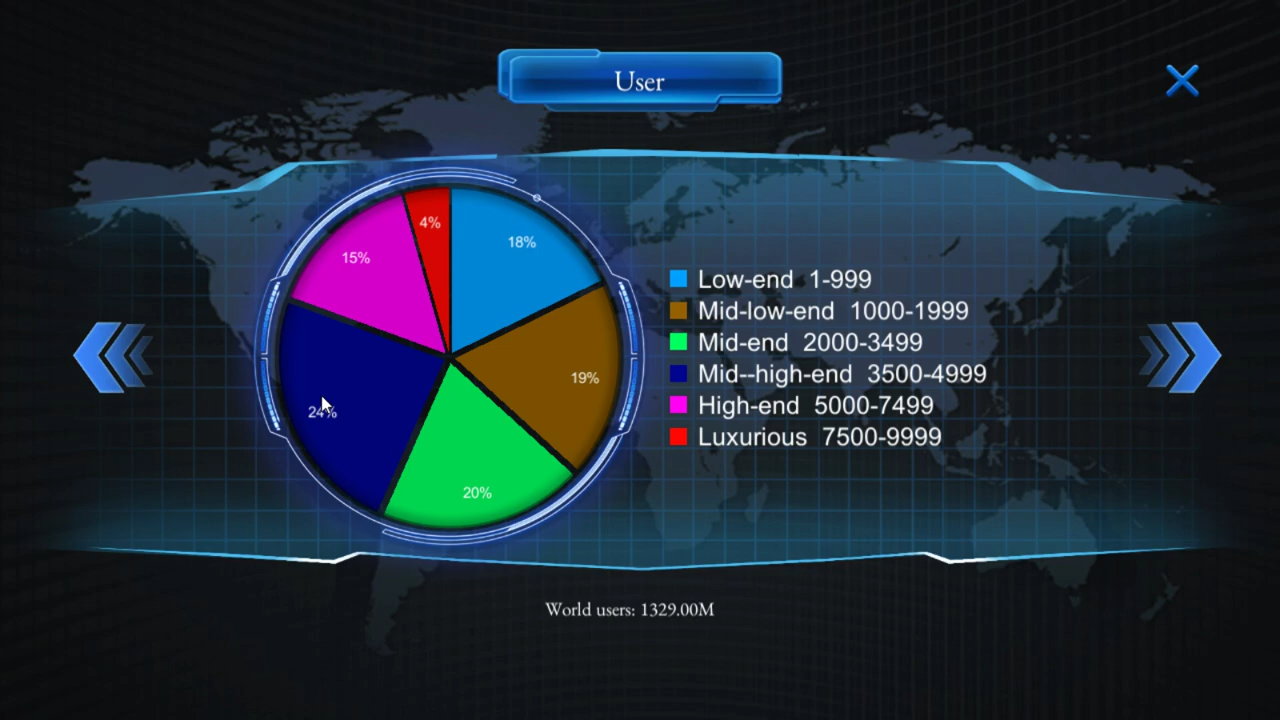 User
4%
18%
15%
19%
24%
20%
Low-end 1-999
Mid-low-end 1000-1999
Mid-end 2000-3499
Mid--high-end 3500-4999
High-end 5000-7499
Luxurious 7500-9999
World users: 1329.00M